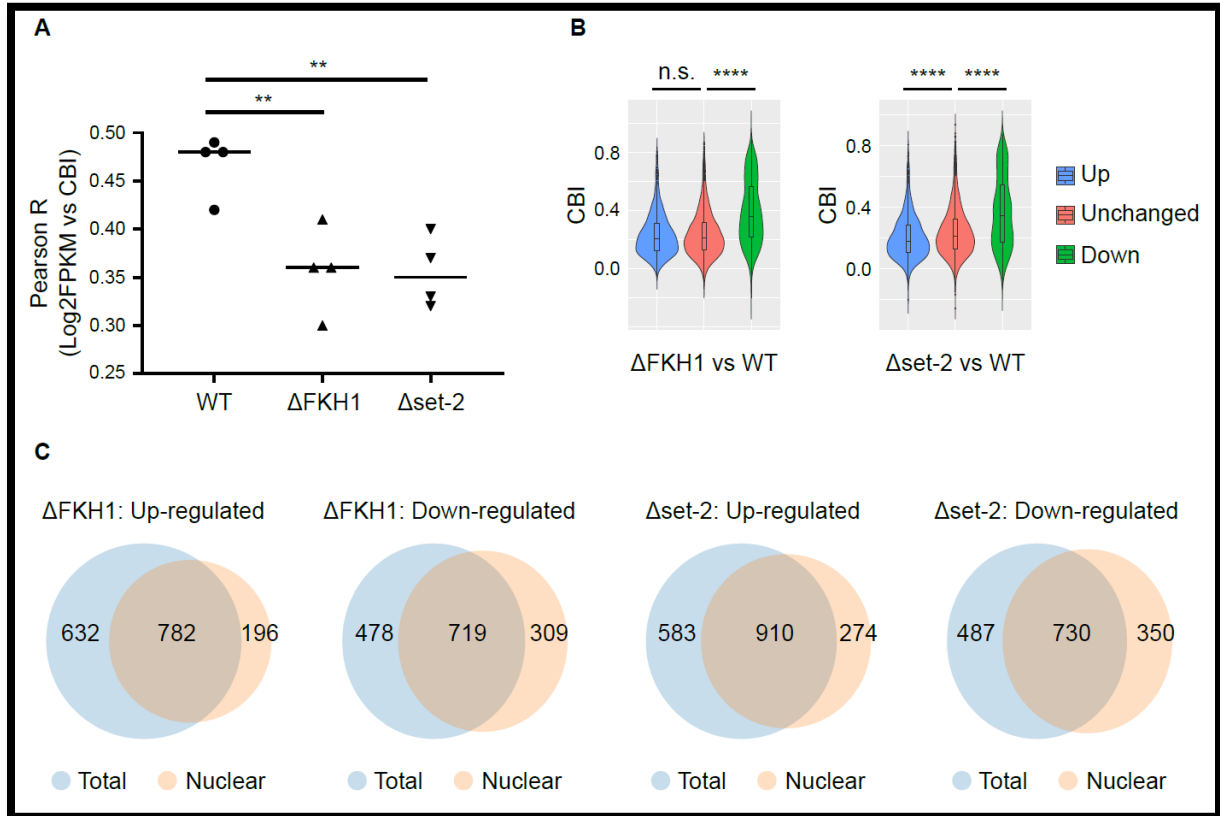 A
**
**
Pearson R
(Log2FPKM vs CBI)
0.50
0.45
0.40
0.35
0.30
0.25
WT
ΔFKH1
Δset-2
B
n.s.
****
CBI
0.8
0.4
0.0
ΔFKH1 vs WT
****
****
CBI
0.8
0.4
0.0
Δset-2 vs WT
Up
Unchanged
Down
C
ΔFKH1: Up-regulated
632
782
196
Total
Nuclear
ΔFKH1: Down-regulated
478
719
309
Total
Nuclear
Δset-2: Up-regulated
583
910
274
Total
Nuclear
Δset-2: Down-regulated
487
730
350
Total
Nuclear